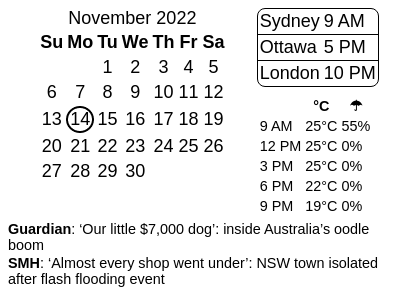 November 2022
Su Mo Tu We Th Fr Sa
1 2 3 4 5
6 7 8 9 10 11 12
13 14 15 16 17 18 19
20 21 22 23 24 25 26
27 28 29 30
Sydney 9 AM
Ottawa 5 PM
London 10 PM
°C ☂
9 AM 25°C 55%
12 PM 25°C 0%
3 PM 25°C 0%
6 PM 22°C 0%
9 PM 19°C 0%
Guardian: ‘Our little $7,000 dog’: inside Australia’s oodle
boom
SMH: ‘Almost every shop went under’: NSW town isolated
after flash flooding event